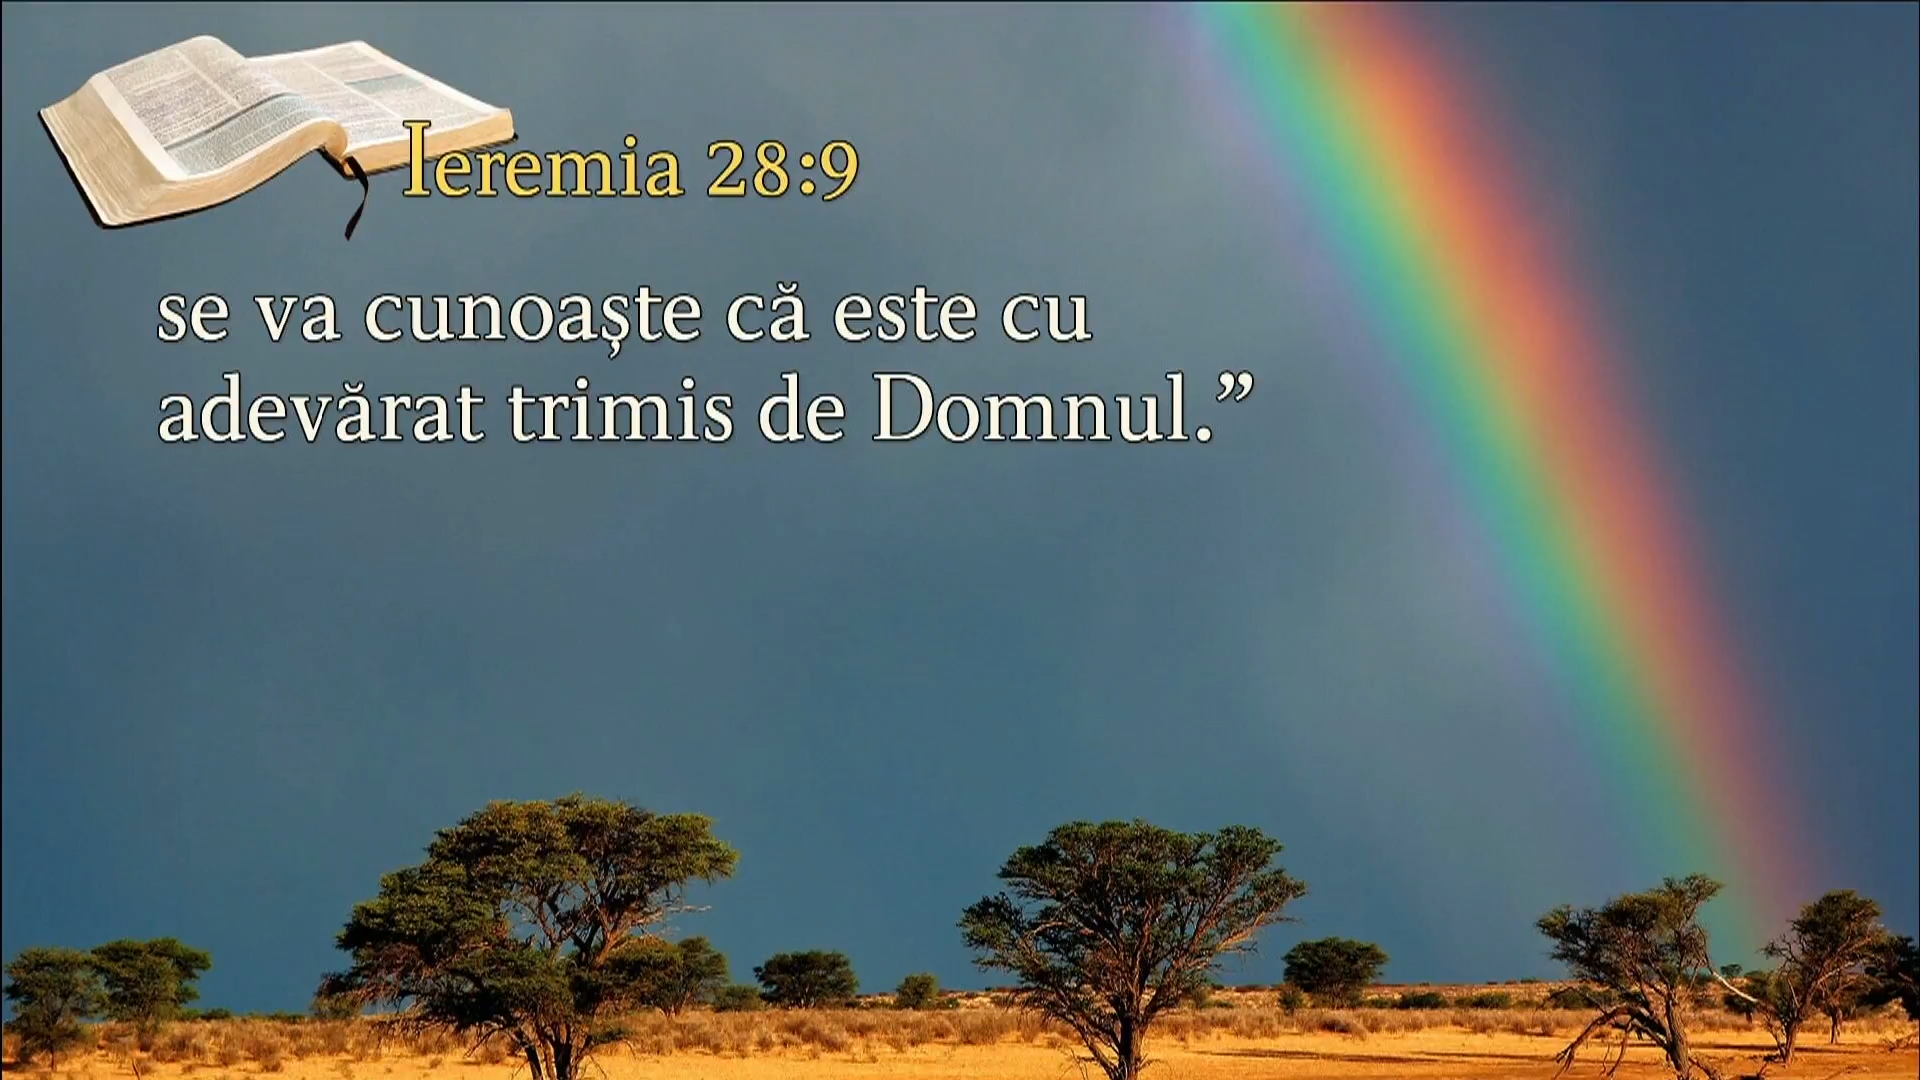 Ieremia 28:9
se va cunoaște că este cu
adevărat trimis de Domnul.”